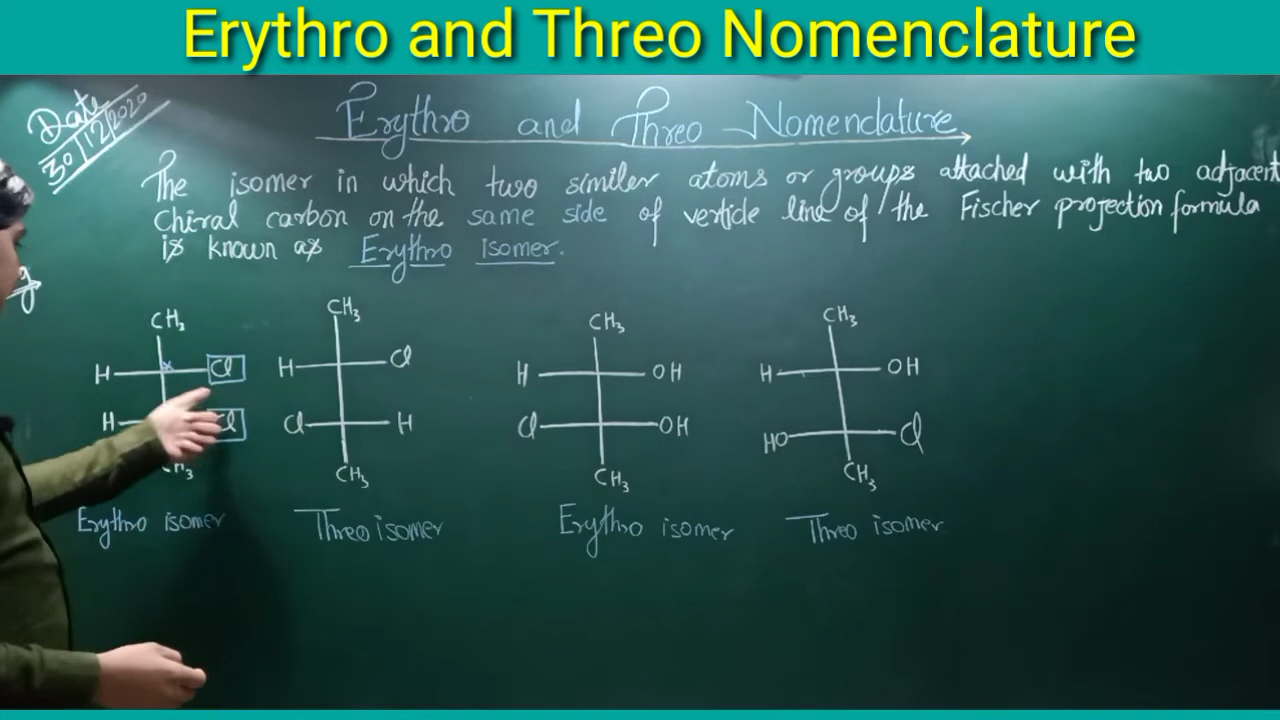 Erythro and Threo Nomenclature
Date
30/12/2020
Erythro and Threo Nomenclature
The isomer in which two similer atoms or groups attached with two adjacent
Chiral carbon on the same side of verticle line of the Fischer projection formula
is known as Erythro isomer.
CH3 CH3 CH3 CH3
H Cl H Cl H OH H OH
H Cl Cl H Cl OH HO Cl
CH3 CH3 CH3 CH3
Erythro isomer Threo isomer Erythro isomer Threo isomer